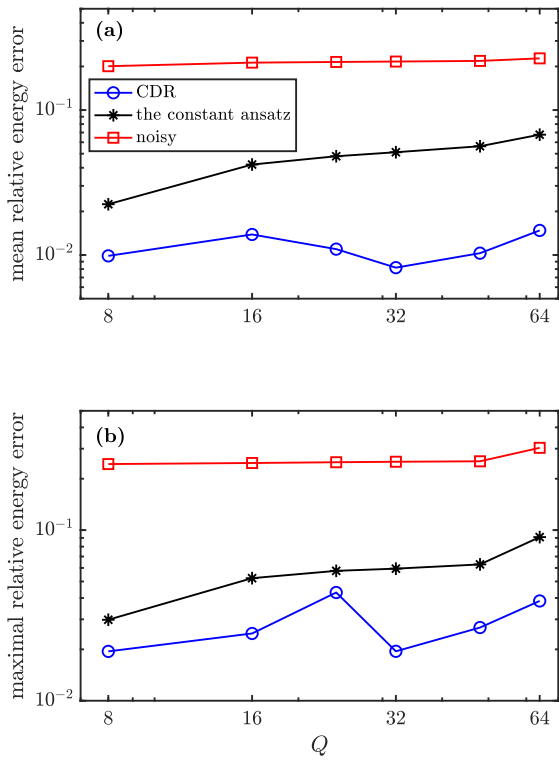 (a)
mean relative energy error
10⁻¹
10⁻²
CDR
the constant ansatz
noisy
8 16 32 64
(b)
maximal relative energy error
10⁻¹
10⁻²
8 16 32 64
Q